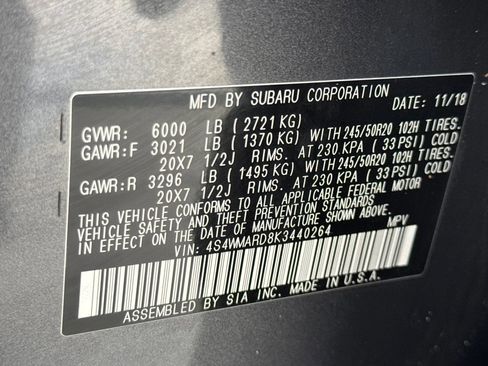 MFD BY SUBARU CORPORATION DATE: 11/18
GVWR: 6000 LB ( 2721 KG)
GAWR:F 3021 LB ( 1370 KG) WITH 245/50R20 102H TIRES.
20X7 1/2J RIMS. AT 230 KPA ( 33 PSI) COLD
GAWR:R 3296 LB ( 1495 KG) WITH 245/50R20 102H TIRES.
20X7 1/2J RIMS. AT 230 KPA ( 33 PSI) COLD
THIS VEHICLE CONFORMS TO ALL APPLICABLE FEDERAL MOTOR
VEHICLE SAFETY AND THEFT PREVENTION STANDARDS IN EFFECT
ON THE DATE OF MANUFACTURE SHOWN ABOVE.
VIN: 4S4WMARD8K3440264 MPV
ASSEMBLED BY SIA INC. MADE IN U.S.A.